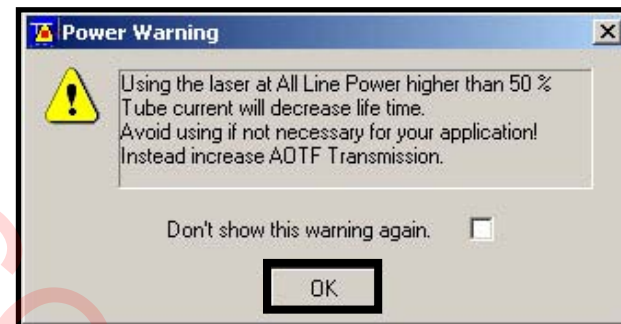 Power Warning
Using the laser at All Line Power higher than 50 %
Tube current will decrease life time.
Avoid using if not necessary for your application!
Instead increase AOTF Transmission.
Don't show this warning again.
OK